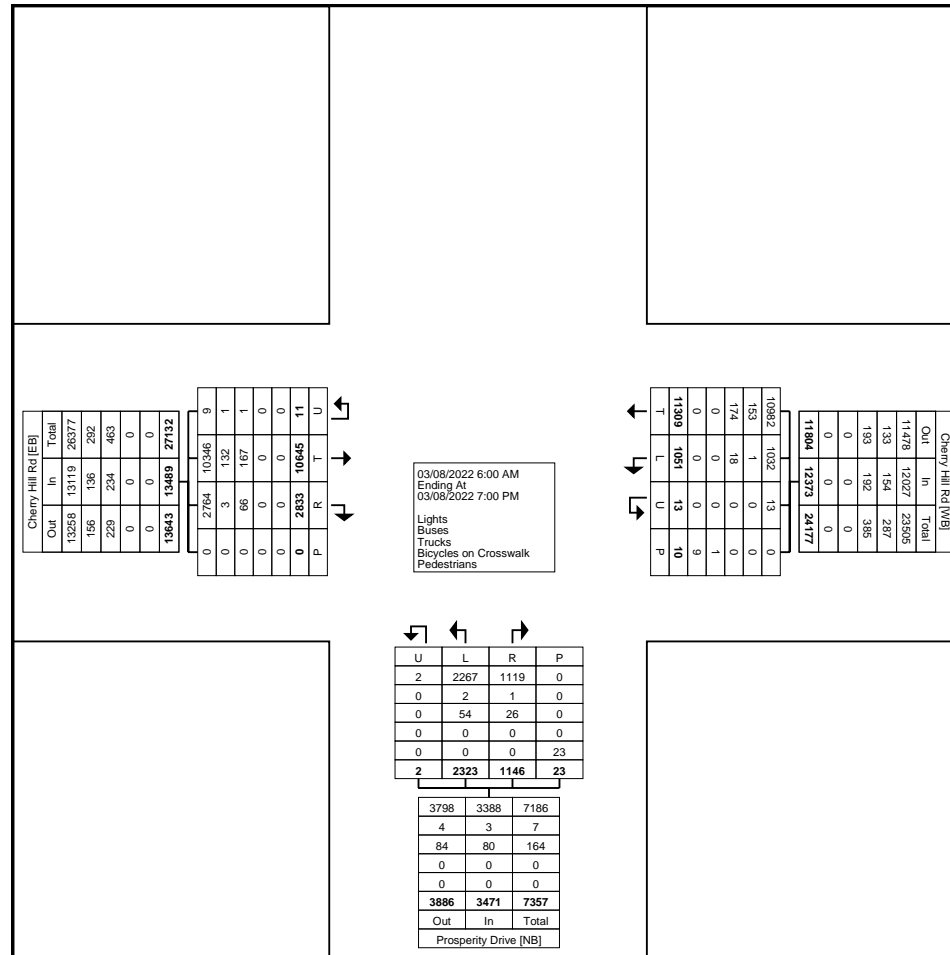 Cherry Hill Rd [EB]
Total In Out
26377 13119 13258
292 136 156
463 234 229
0 0 0
0 0 0
27132 13489 13643
9 10346 2764 0
1 132 3 0
1 167 66 0
0 0 0 0
0 0 0 0
11 10645 2833 0
U T R P
03/08/2022 6:00 AM
Ending At
03/08/2022 7:00 PM
Lights
Buses
Trucks
Bicycles on Crosswalk
Pedestrians
Cherry Hill Rd [WB]
Out In Total
11478 12027 23505
133 154 287
193 192 385
0 0 0
0 0 0
11804 12373 24177
10982 1032 13 0
153 1 0 0
174 18 0 0
0 0 0 1
0 0 0 9
11309 1051 13 10
T L U P
U L R P
2 2267 1119 0
0 2 1 0
0 54 26 0
0 0 0 0
0 0 0 23
2 2323 1146 23
3798 3388 7186
4 3 7
84 80 164
0 0 0
0 0 0
3886 3471 7357
Out In Total
Prosperity Drive [NB]